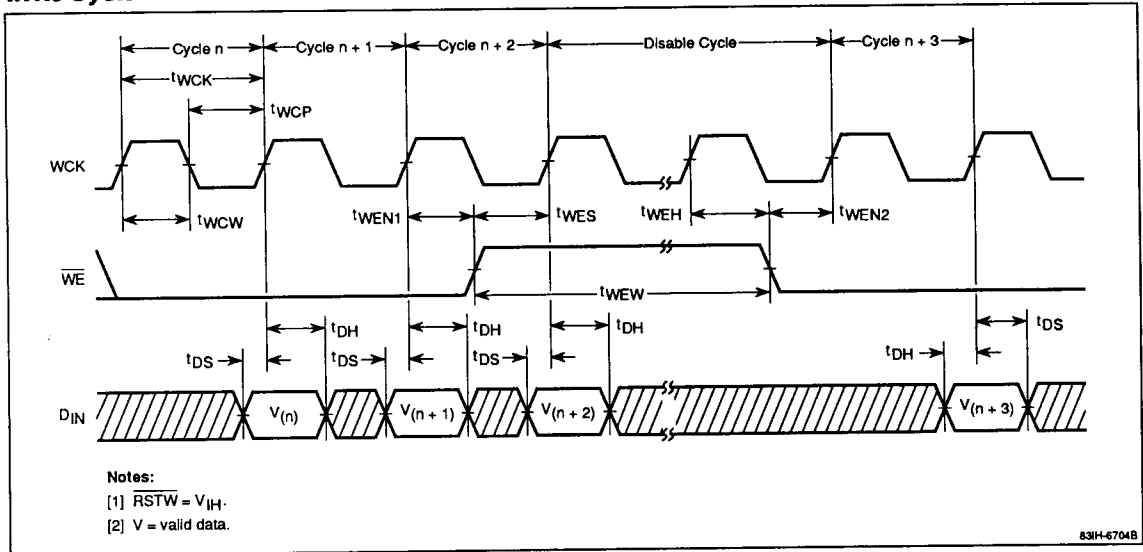 Cycle n Cycle n + 1 Cycle n + 2 Disable Cycle Cycle n + 3
tWCK
tWCP
WCK
tWCW tWEN1 tWES tWEH tWEN2
WE
tWEW
tDH tDH tDH tDS
tDS tDS tDS tDH
DIN V(n) V(n + 1) V(n + 2) V(n + 3)
Notes:
[1] RSTW = VIH.
[2] V = valid data.
83IH-6704B